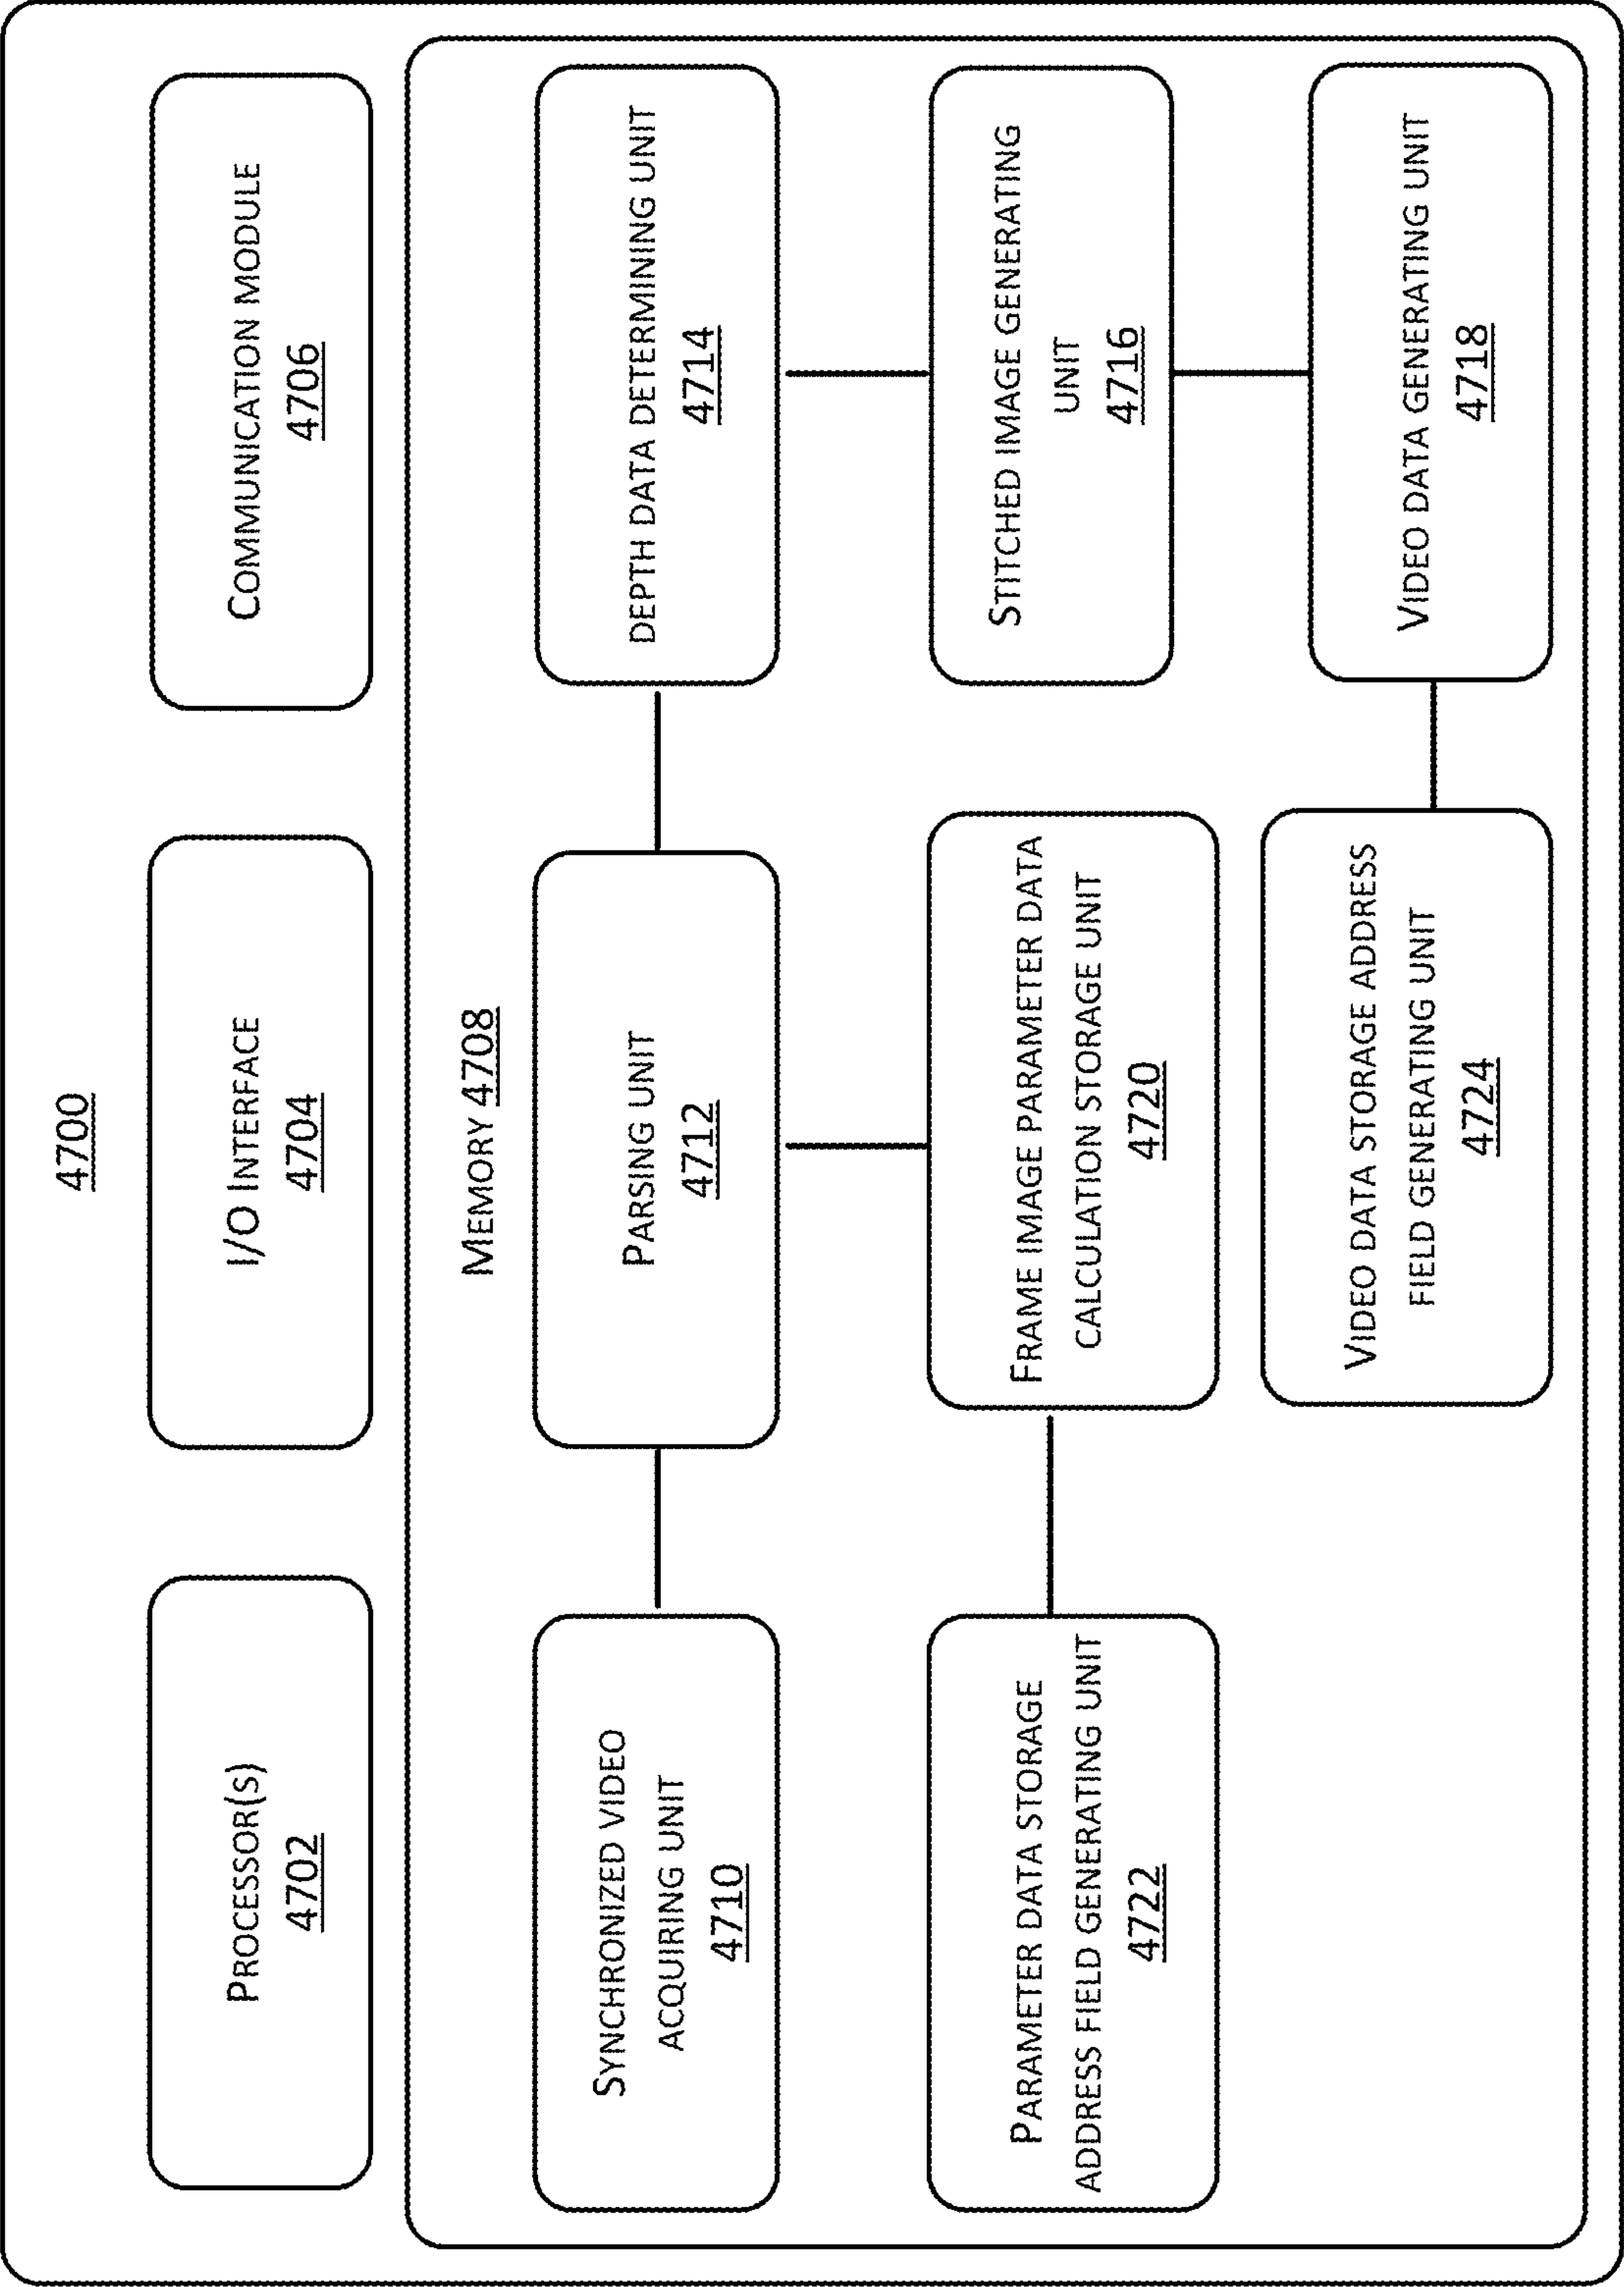 4700
PROCESSOR(S)
4702
I/O INTERFACE
4704
COMMUNICATION MODULE
4706
MEMORY 4708
SYNCHRONIZED VIDEO
ACQUIRING UNIT
4710
PARSING UNIT
4712
DEPTH DATA DETERMINING UNIT
4714
PARAMETER DATA STORAGE
ADDRESS FIELD GENERATING UNIT
4722
FRAME IMAGE PARAMETER DATA
CALCULATION STORAGE UNIT
4720
STITCHED IMAGE GENERATING
UNIT
4716
VIDEO DATA STORAGE ADDRESS
FIELD GENERATING UNIT
4724
VIDEO DATA GENERATING UNIT
4718